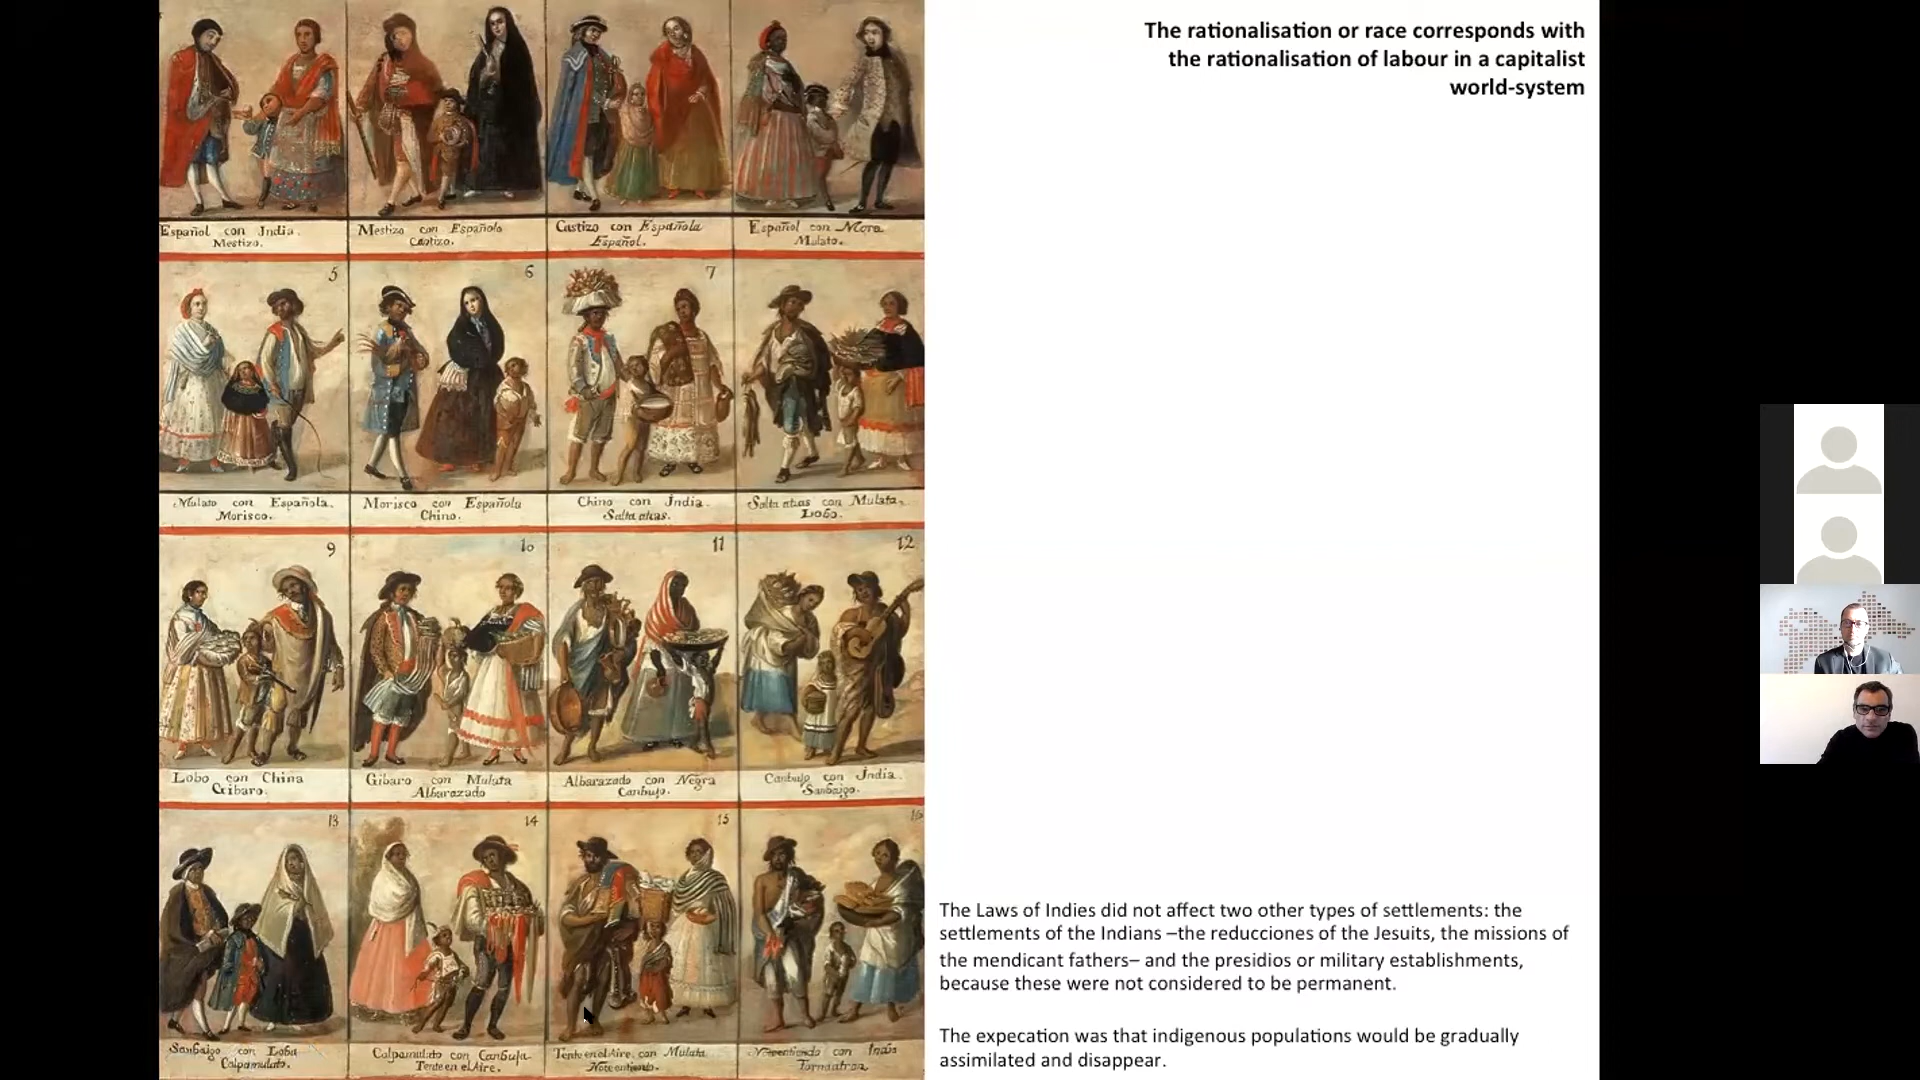 The rationalisation or race corresponds with
the rationalisation of labour in a capitalist
world-system
Español con India.
Mestizo.
Mestizo con Española
Castizo.
Castizo con Española
Español.
Español con Mora
Mulato.
5
6
7
Mulato con Española.
Morisco.
Morisco con Española
Chino.
Chino con India.
Salta atras.
Salta atras con Mulata.
Lobo.
9
10
11
12
Lobo con China
Gibaro.
Gibaro con Mulata
Albarazado
Albarazado con Negra
Canbujo.
Canbujo con India.
Sanbaigo.
13
14
15
16
Sanbaigo con Loba
Calpamulato.
Calpamulato con Canbuja
Tente en el Aire.
Tente en el Aire. con Mulata
Noteentiendo.
Noteentiendo con India
Tornaatras
The Laws of Indies did not affect two other types of settlements: the
settlements of the Indians –the reducciones of the Jesuits, the missions of
the mendicant fathers– and the presidios or military establishments,
because these were not considered to be permanent.
The expecation was that indigenous populations would be gradually
assimilated and disappear.